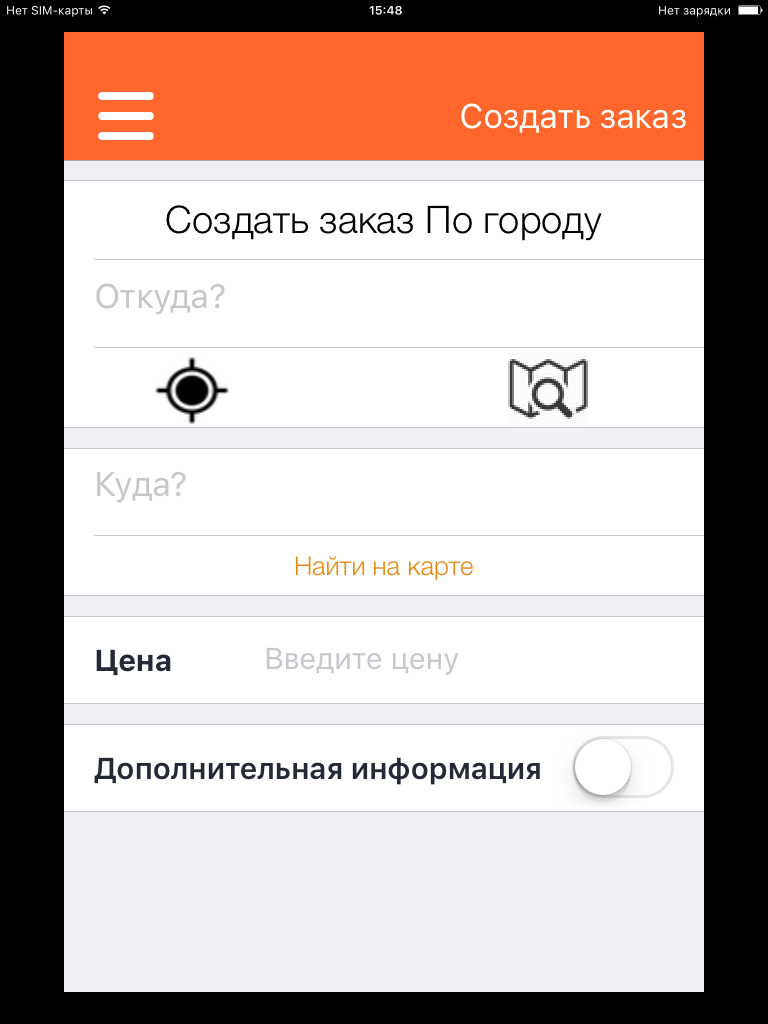 Нет SIM-карты 15:48 Нет зарядки
Создать заказ
Создать заказ По городу
Откуда?
Куда?
Найти на карте
Цена Введите цену
Дополнительная информация